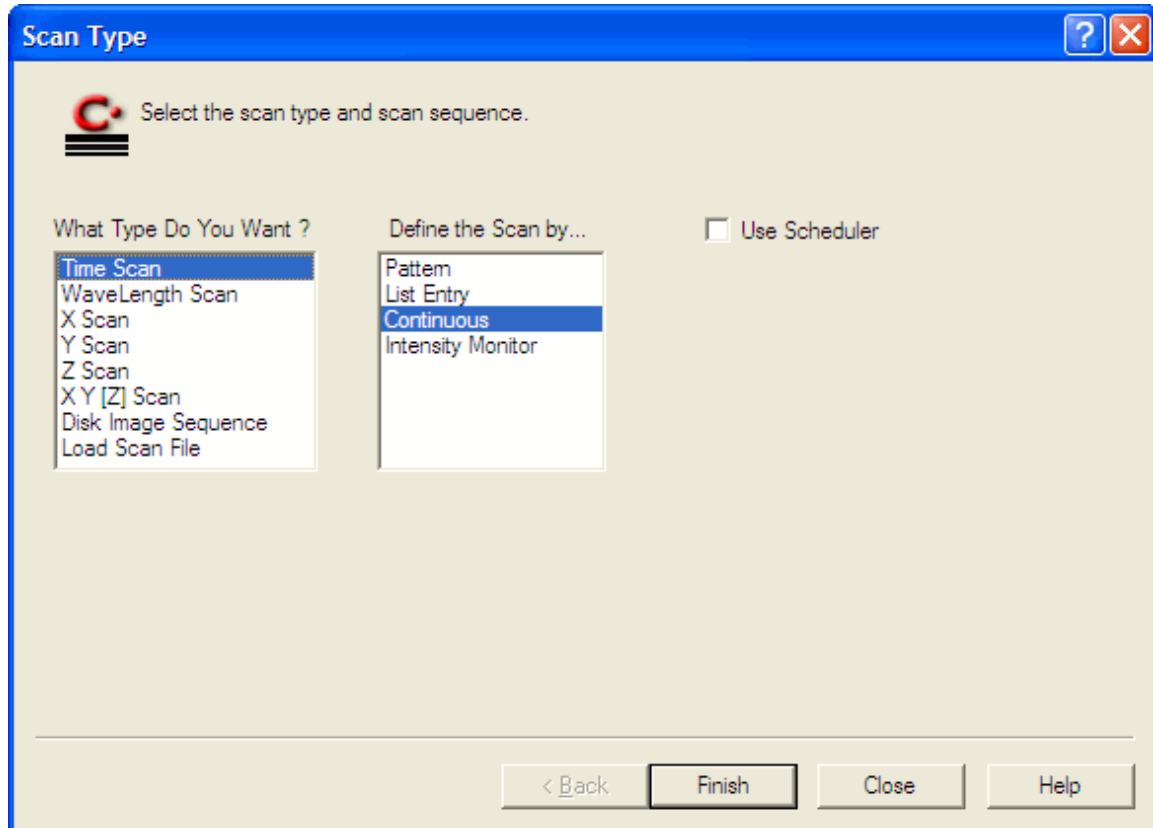 Scan Type
Select the scan type and scan sequence.
What Type Do You Want ?
Time Scan
WaveLength Scan
X Scan
Y Scan
Z Scan
X Y [Z] Scan
Disk Image Sequence
Load Scan File
Define the Scan by...
Pattern
List Entry
Continuous
Intensity Monitor
Use Scheduler
< Back
Finish
Close
Help